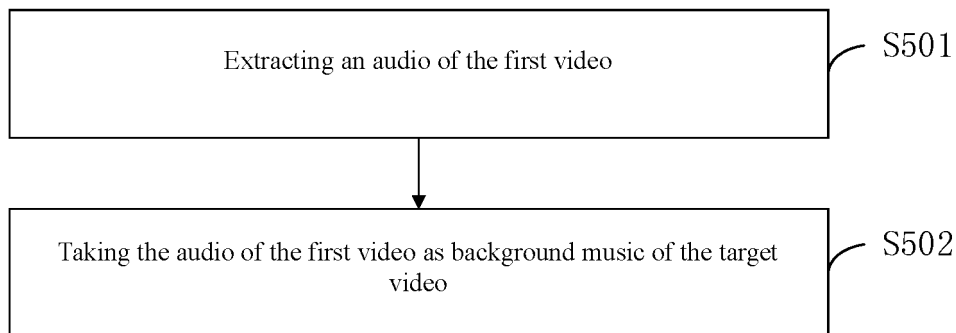 Extracting an audio of the first video
S501
Taking the audio of the first video as background music of the target
video
S502